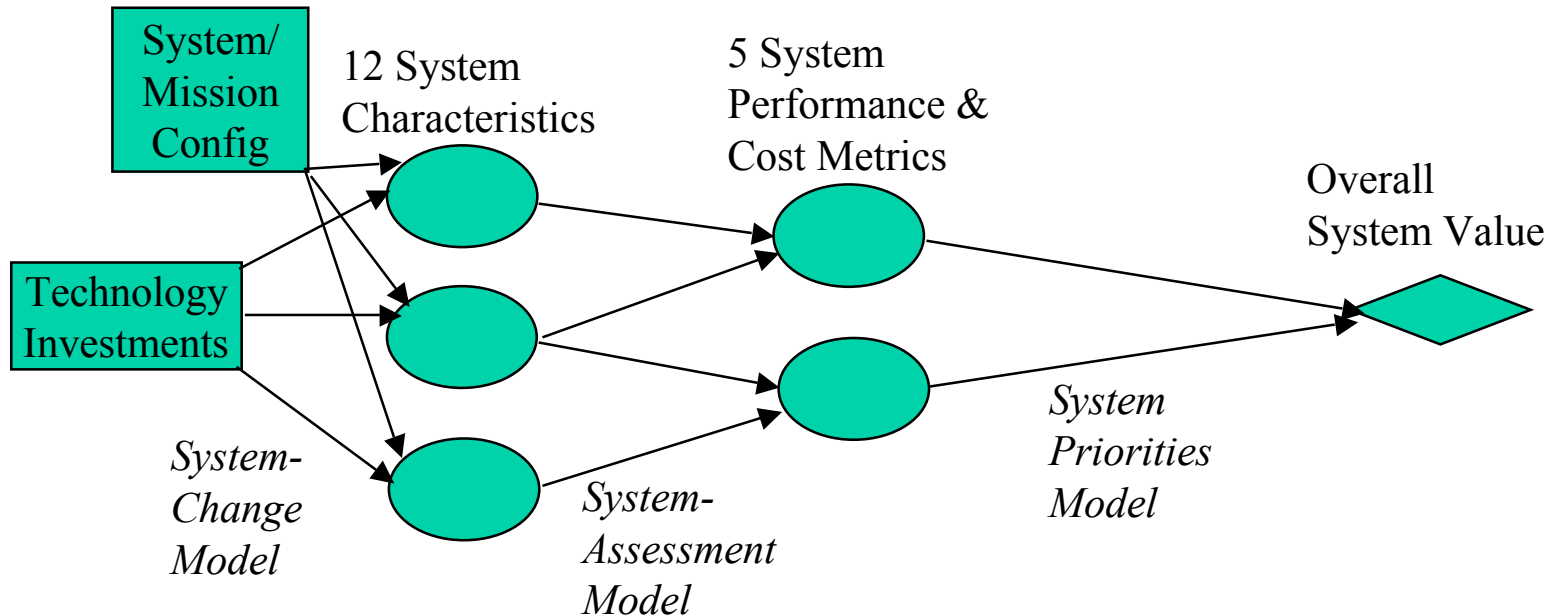 System/
Mission
Config
12 System
Characteristics
5 System
Performance &
Cost Metrics
Overall
System Value
Technology
Investments
System-
Change
Model
System-
Assessment
Model
System
Priorities
Model